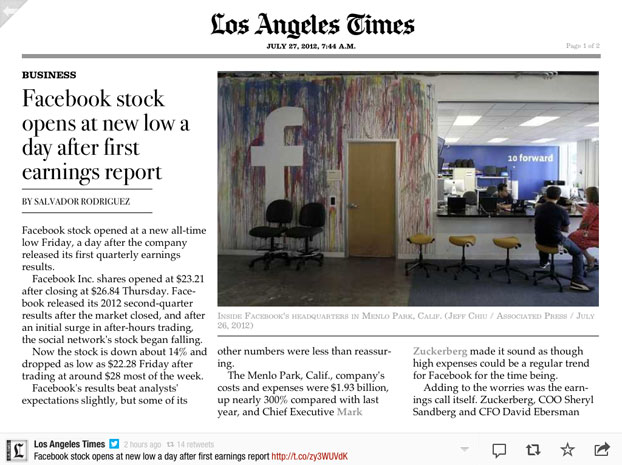 Los Angeles Times
JULY 27, 2012, 7:44 A.M.
Page 1 of 2
BUSINESS
Facebook stock
opens at new low a
day after first
earnings report
BY SALVADOR RODRIGUEZ
Facebook stock opened at a new all-time
low Friday, a day after the company
released its first quarterly earnings
results.
Facebook Inc. shares opened at $23.21
after closing at $26.84 Thursday. Face-
book released its 2012 second-quarter
results after the market closed, and after
an initial surge in after-hours trading,
the social network's stock began falling.
Now the stock is down about 14% and
dropped as low as $22.28 Friday after
trading at around $28 most of the week.
Facebook's results beat analysts'
expectations slightly, but some of its
f
10 forward
INSIDE FACEBOOK'S HEADQUARTERS IN MENLO PARK, CALIF. (JEFF CHIU / ASSOCIATED PRESS / JULY
26, 2012)
other numbers were less than reassur-
ing.
The Menlo Park, Calif., company's
costs and expenses were $1.93 billion,
up nearly 300% compared with last
year, and Chief Executive Mark
Zuckerberg made it sound as though
high expenses could be a regular trend
for Facebook for the time being.
Adding to the worries was the earn-
ings call itself. Zuckerberg, COO Sheryl
Sandberg and CFO David Ebersman
L
Los Angeles Times 2 hours ago 14 retweets
Facebook stock opens at new low a day after first earnings report http://t.co/zy3WUVdK